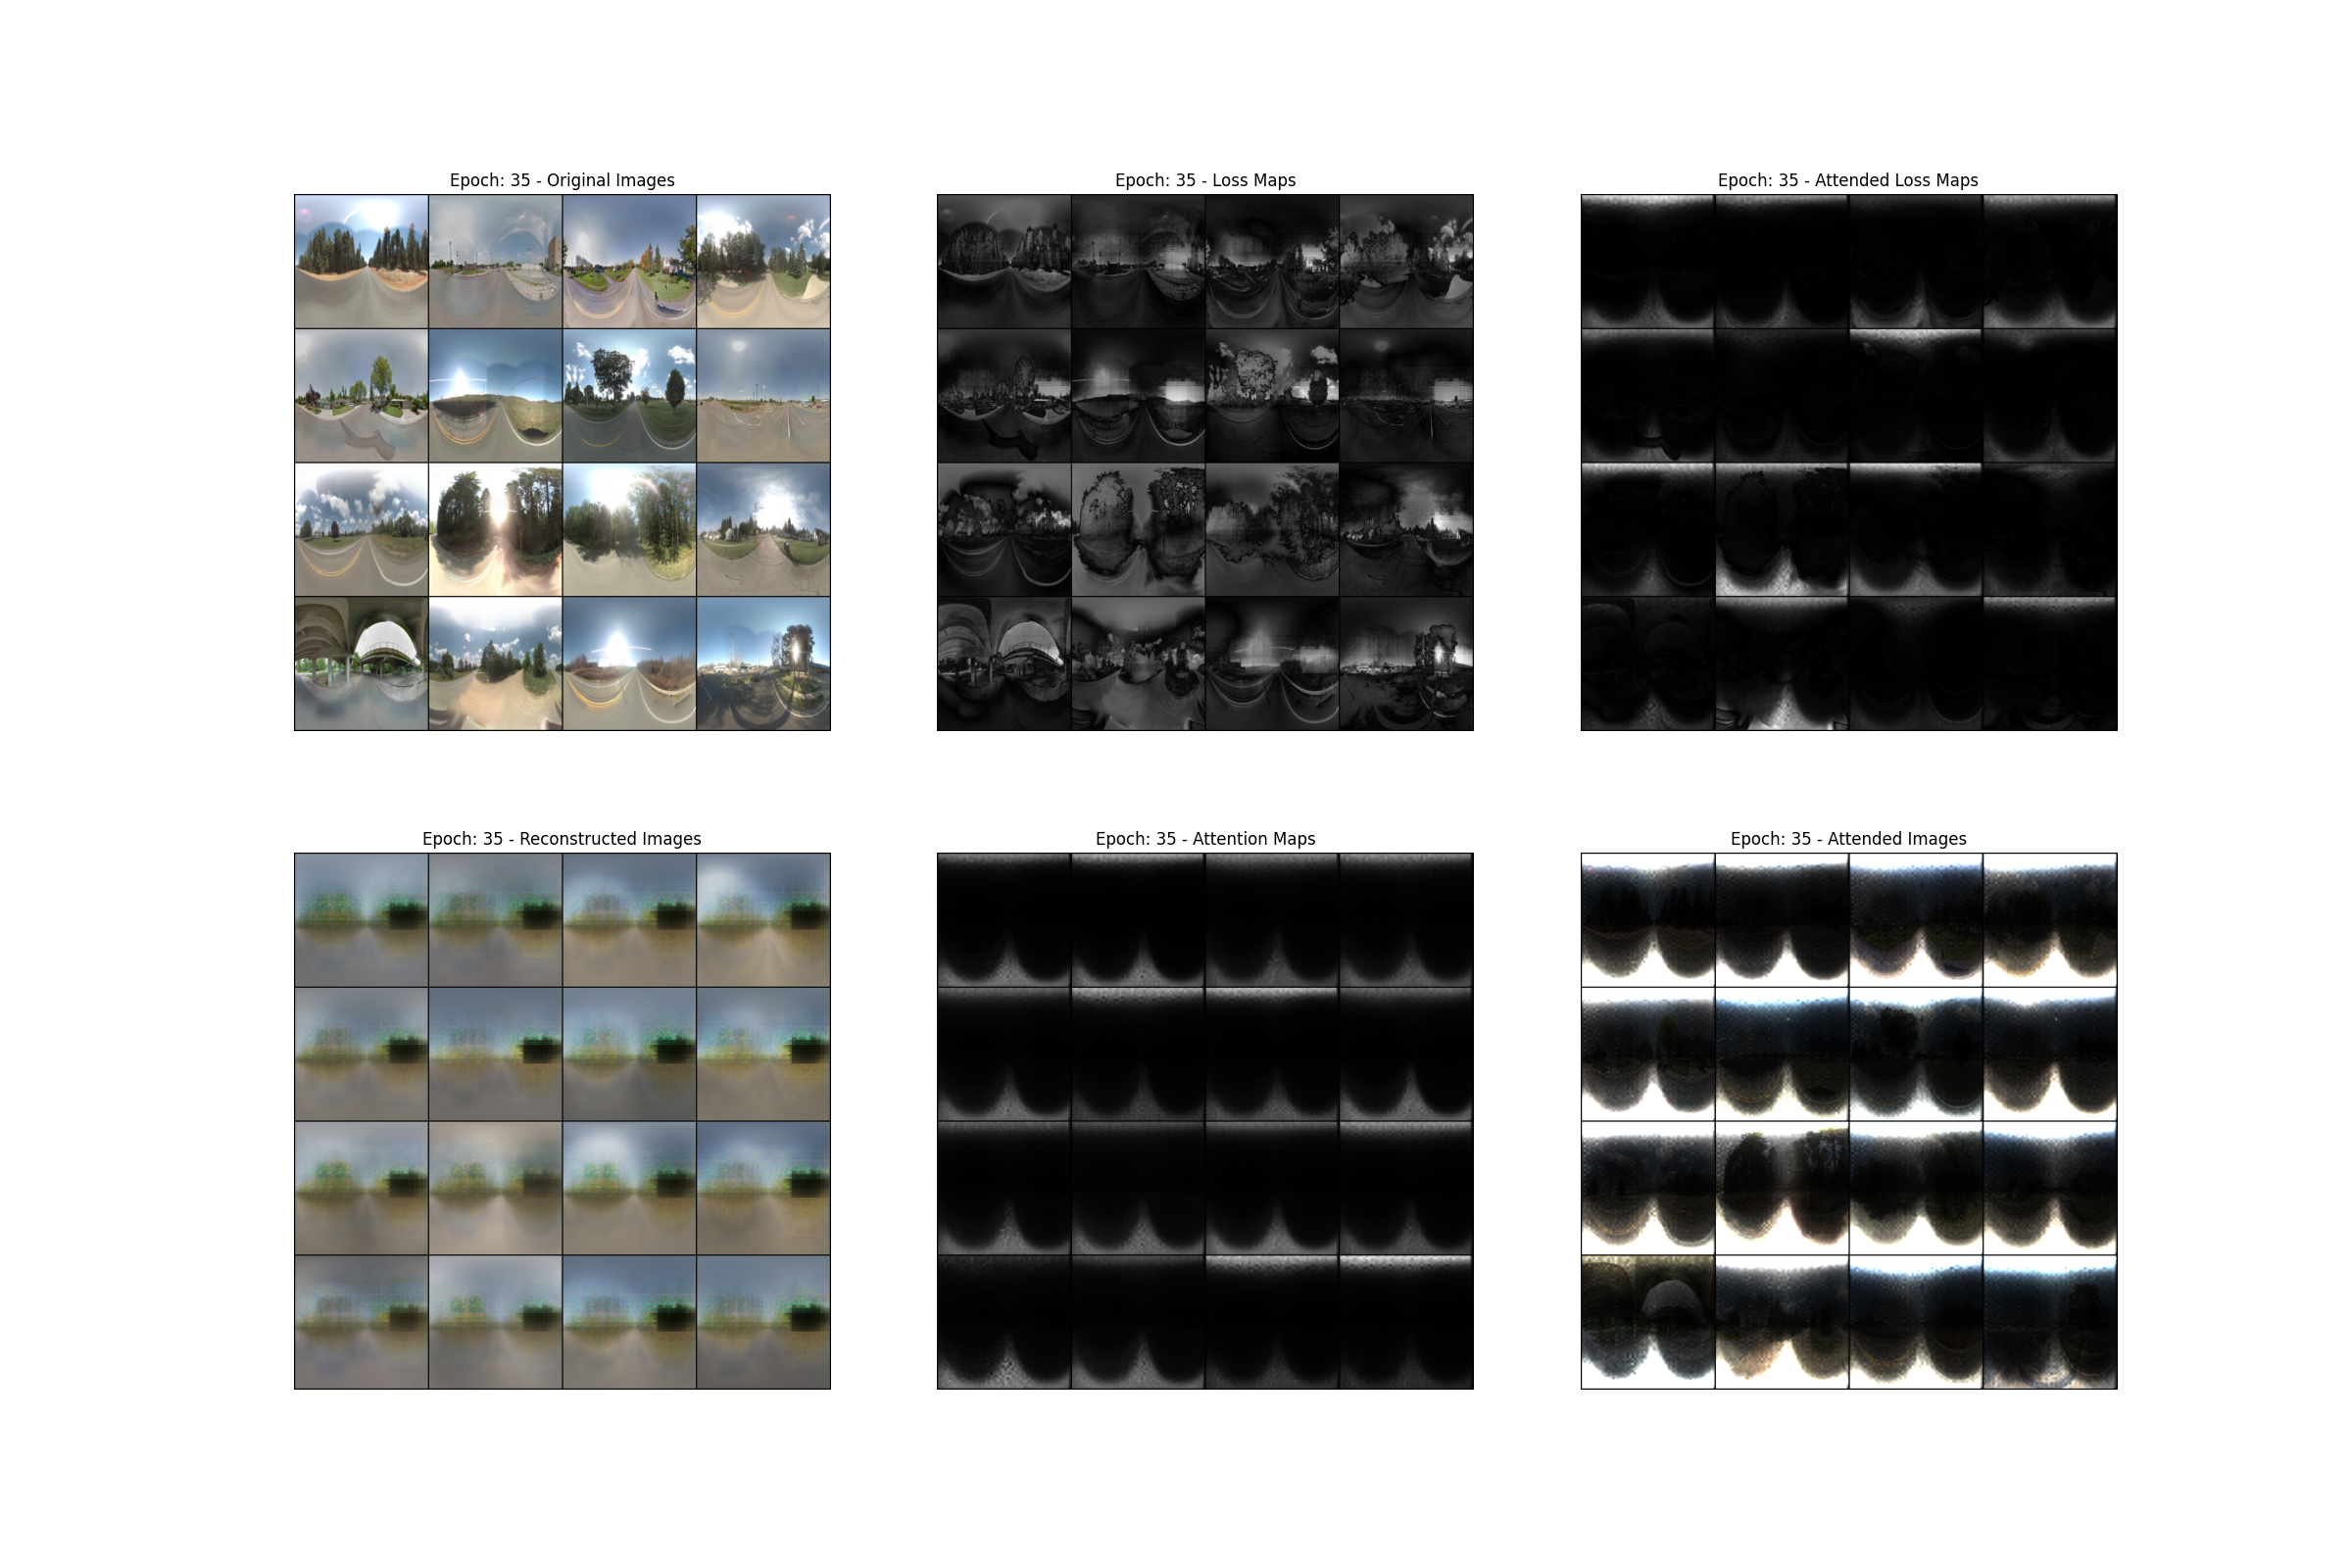 Epoch: 35 - Original Images
Epoch: 35 - Loss Maps
Epoch: 35 - Attended Loss Maps
Epoch: 35 - Reconstructed Images
Epoch: 35 - Attention Maps
Epoch: 35 - Attended Images